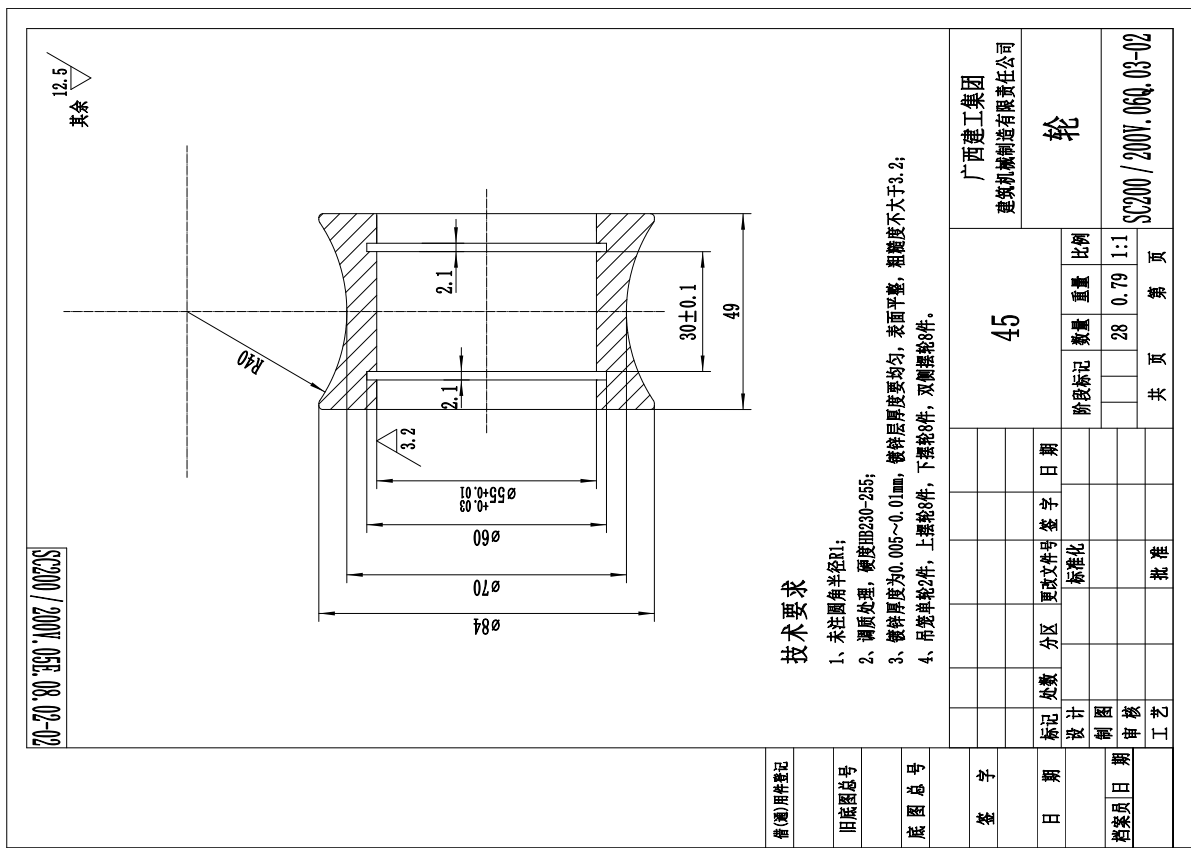 SC200 / 200V.05E.08.02-02
其余
12.5
R40
2.1
2.1
30±0.1
49
3.2
ø55+0.01
+0.03
ø60
ø70
ø84
技术要求
1、未注圆角半径R1;
2、调质处理，硬度HB230-255;
3、镀锌厚度为0.005~0.01mm，镀锌层厚度要均匀，表面平整，粗糙度不大于3.2;
4、吊笼单轮2件，上摆轮8件，下摆轮8件，双侧摆轮8件。
借(通)用件登记
旧底图总号
底 图 总 号
签 字
日 期
档案员 日 期
标记 处数 分区 更改文件号 签 字 日 期
设 计 标准化
制 图
审 核
工 艺 批 准
45
阶段标记 数量 重量 比例
28 0.79 1:1
共 页 第 页
广西建工集团
建筑机械制造有限责任公司
轮
SC200 / 200V.06Q.03-02